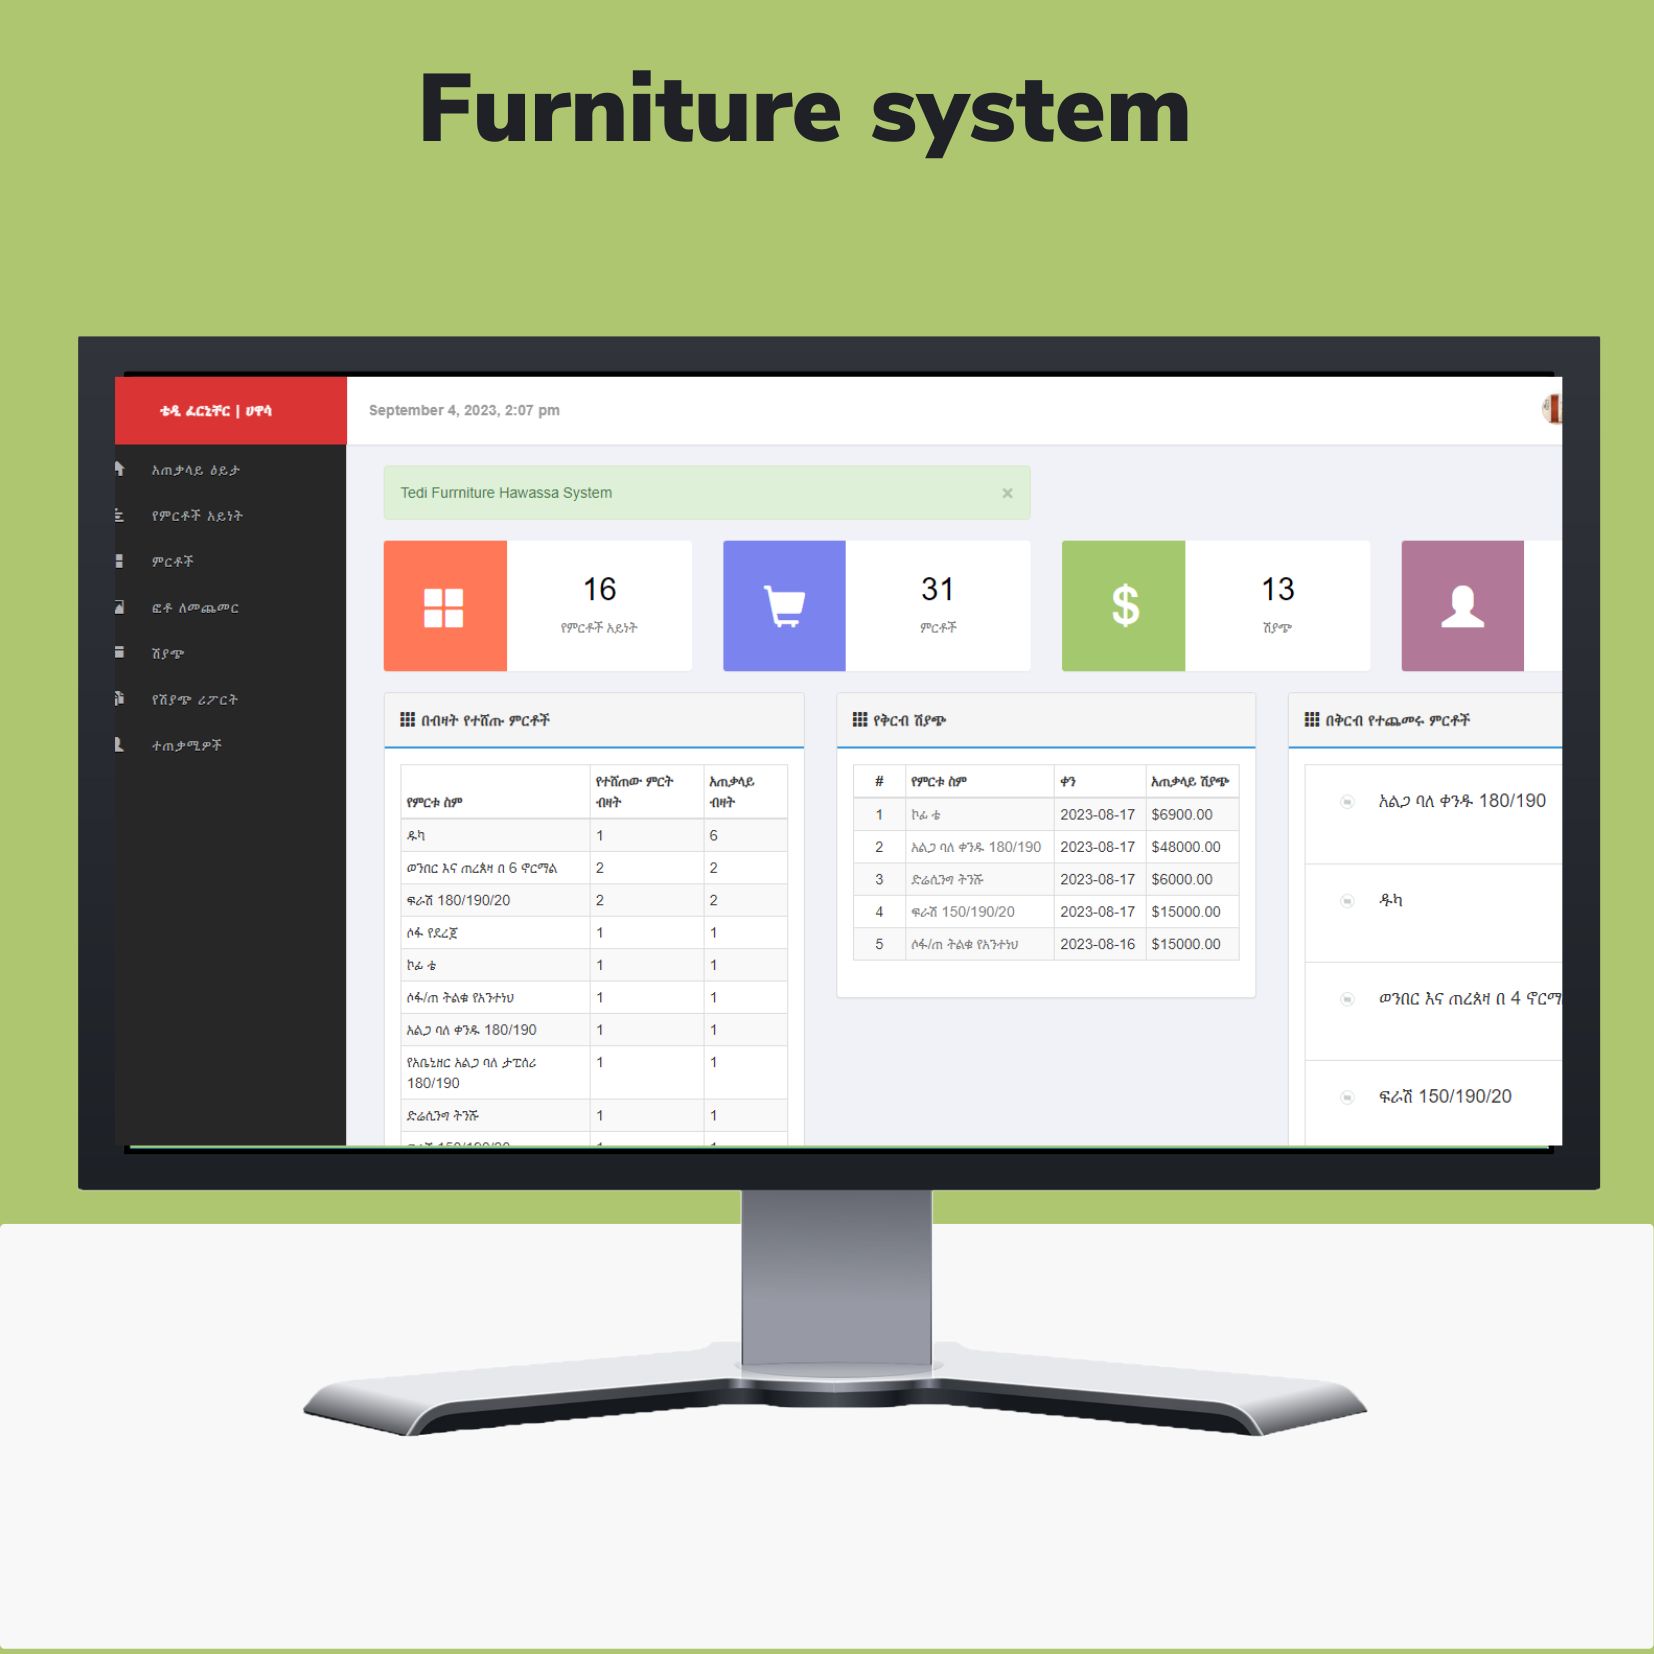 Furniture system
ቴዲ ፈርኒቸር | ሀዋሳ
September 4, 2023, 2:07 pm
አጠቃላይ ዕይታ
የምርቶች አይነት
ምርቶች
ፎቶ ለመጨመር
ሽያጭ
የሽያጭ ሪፖርት
ተጠቃሚዎች
Tedi Furrniture Hawassa System ×
16
የምርቶች አይነት
31
ምርቶች
$
13
ሽያጭ
በብዛት የተሸጡ ምርቶች
የምርቱ ስም የተሸጠው ምርት ብዛት አጠቃላይ ብዛት
ዱካ 1 6
ወንበር እና ጠረጴዛ በ 6 ኖርማል 2 2
ፍራሽ 180/190/20 2 2
ሶፋ የደረጀ 1 1
ኮፊ ቴ 1 1
ሶፋ/ጠ ትልቁ የአንተነህ 1 1
አልጋ ባለ ቀንዱ 180/190 1 1
የአቤኒዘር አልጋ ባለ ታፒሰሪ
180/190 1 1
ድሬሲንግ ትንሹ 1 1
የቅርብ ሽያጭ
# የምርቱ ስም ቀን አጠቃላይ ሽያጭ
1 ኮፊ ቴ 2023-08-17 $6900.00
2 አልጋ ባለ ቀንዱ 180/190 2023-08-17 $48000.00
3 ድሬሲንግ ትንሹ 2023-08-17 $6000.00
4 ፍራሽ 150/190/20 2023-08-17 $15000.00
5 ሶፋ/ጠ ትልቁ የአንተነህ 2023-08-16 $15000.00
በቅርብ የተጨመሩ ምርቶች
አልጋ ባለ ቀንዱ 180/190
ዱካ
ወንበር እና ጠረጴዛ በ 4 ኖርማ
ፍራሽ 150/190/20